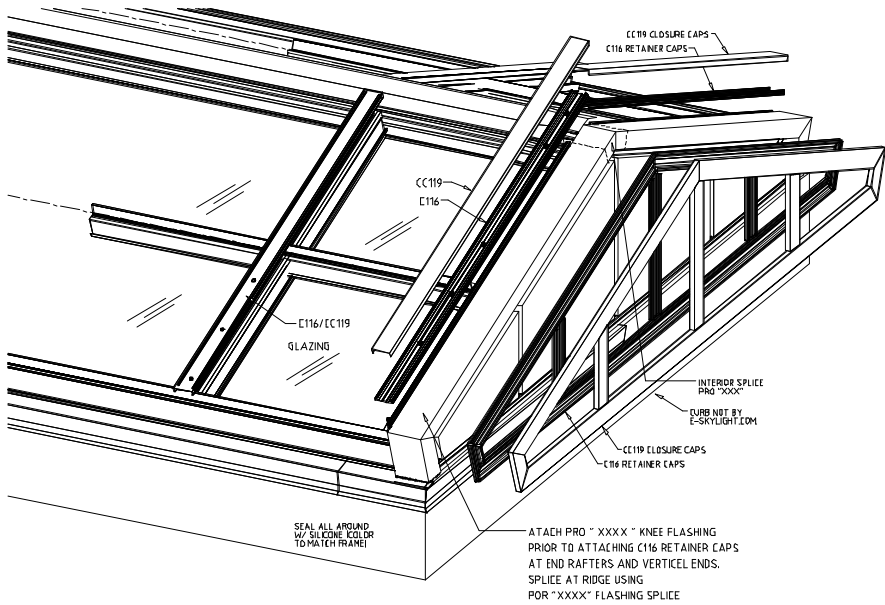 CC119 CLOSURE CAPS
C116 RETAINER CAPS
CC119
C116
C116/CC119
GLAZING
INTERIOR SPLICE
PRO "XXX"
CURB NOT BY
E-SKYLIGHT.COM
CC119 CLOSURE CAPS
C116 RETAINER CAPS
SEAL ALL AROUND
W/ SILICONE (COLOR
TO MATCH FRAME)
ATACH PRO " XXXX " KNEE FLASHING
PRIOR TO ATTACHING C116 RETAINER CAPS
AT END RAFTERS AND VERTICEL ENDS.
SPLICE AT RIDGE USING
POR "XXXX" FLASHING SPLICE